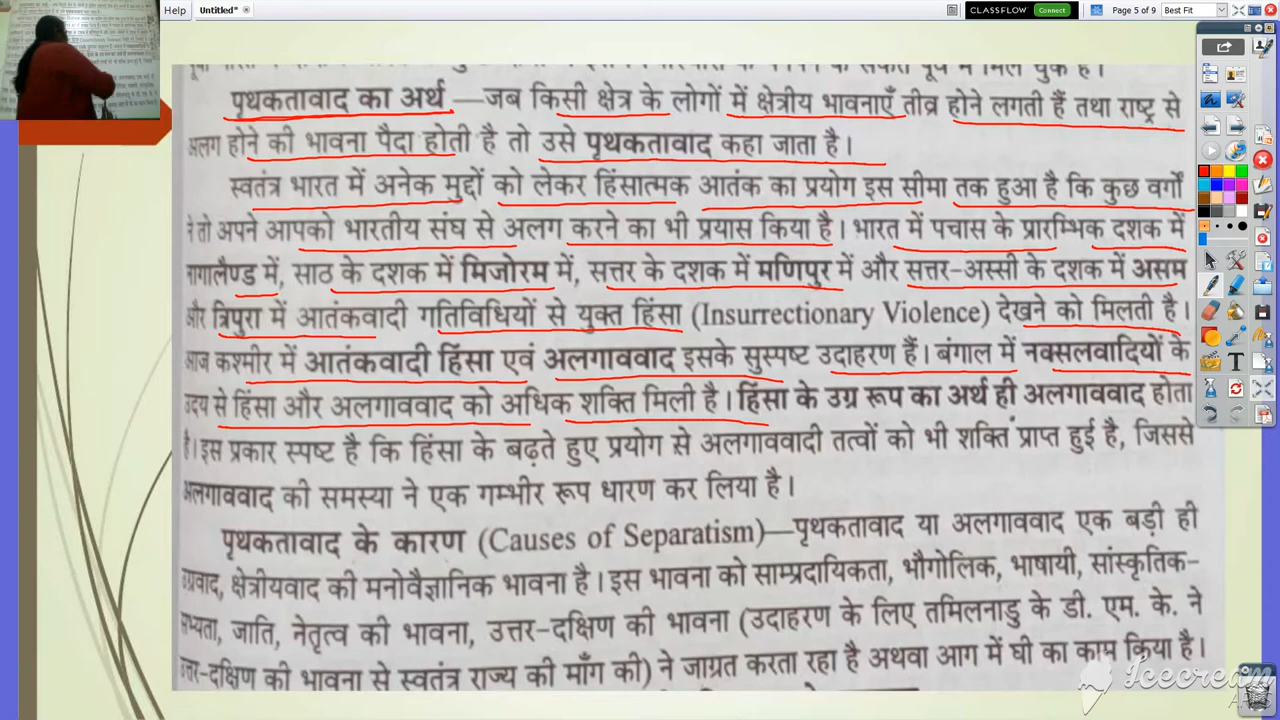 Help Untitled* CLASSFLOW Connect Page 5 of 9 Best Fit
पृथकतावाद का अर्थ —जब किसी क्षेत्र के लोगों में क्षेत्रीय भावनाएँ तीव्र होने लगती हैं तथा राष्ट्र से
अलग होने की भावना पैदा होती है तो उसे पृथकतावाद कहा जाता है।
स्वतंत्र भारत में अनेक मुद्दों को लेकर हिंसात्मक आतंक का प्रयोग इस सीमा तक हुआ है कि कुछ वर्गों
ने तो अपने आपको भारतीय संघ से अलग करने का भी प्रयास किया है। भारत में पचास के प्रारम्भिक दशक में
नागालैण्ड में, साठ के दशक में मिजोरम में, सत्तर के दशक में मणिपुर में और सत्तर-अस्सी के दशक में असम
और त्रिपुरा में आतंकवादी गतिविधियों से युक्त हिंसा (Insurrectionary Violence) देखने को मिलती है।
आज कश्मीर में आतंकवादी हिंसा एवं अलगाववाद इसके सुस्पष्ट उदाहरण हैं। बंगाल में नक्सलवादियों के
उदय से हिंसा और अलगाववाद को अधिक शक्ति मिली है। हिंसा के उग्र रूप का अर्थ ही अलगाववाद होता
है। इस प्रकार स्पष्ट है कि हिंसा के बढ़ते हुए प्रयोग से अलगाववादी तत्वों को भी शक्ति प्राप्त हुई है, जिससे
अलगाववाद की समस्या ने एक गम्भीर रूप धारण कर लिया है।
पृथकतावाद के कारण (Causes of Separatism)—पृथकतावाद या अलगाववाद एक बड़ी ही
उग्रवाद, क्षेत्रीयवाद की मनोवैज्ञानिक भावना है। इस भावना को साम्प्रदायिकता, भौगोलिक, भाषायी, सांस्कृतिक-
सभ्यता, जाति, नेतृत्व की भावना, उत्तर-दक्षिण की भावना (उदाहरण के लिए तमिलनाडु के डी. एम. के. ने
उत्तर-दक्षिण की भावना से स्वतंत्र राज्य की माँग की) ने जाग्रत करता रहा है अथवा आग में घी का काम किया है।
Icecream
APPS